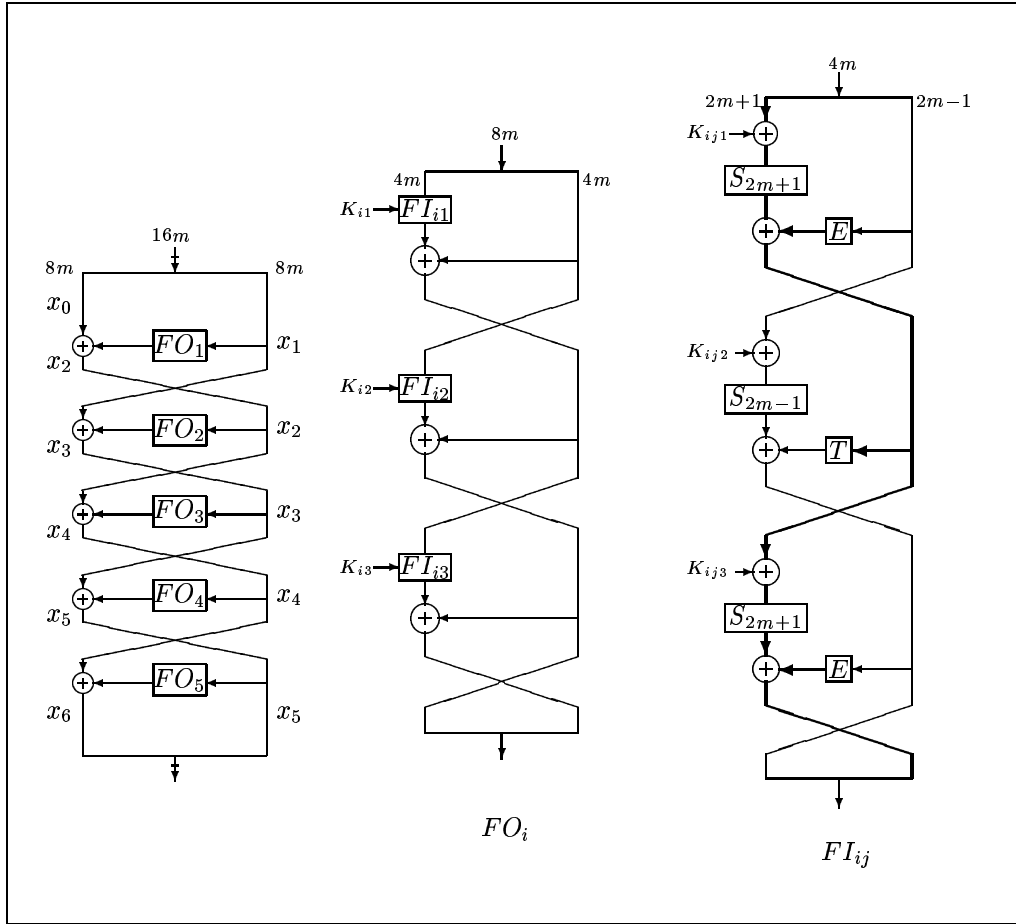 16m
8m 8m
x₀
FO₁ x₁
x₂
FO₂ x₂
x₃
FO₃ x₃
x₄
FO₄ x₄
x₅
FO₅
x₆ x₅
8m
4m 4m
Kᵢ₁ FIᵢ₁
Kᵢ₂ FIᵢ₂
Kᵢ₃ FIᵢ₃
FOᵢ
4m
2m+1 2m−1
Kᵢⱼ₁
S₂ₘ₊₁
E
Kᵢⱼ₂
S₂ₘ₋₁
T
Kᵢⱼ₃
S₂ₘ₊₁
E
FIᵢⱼ